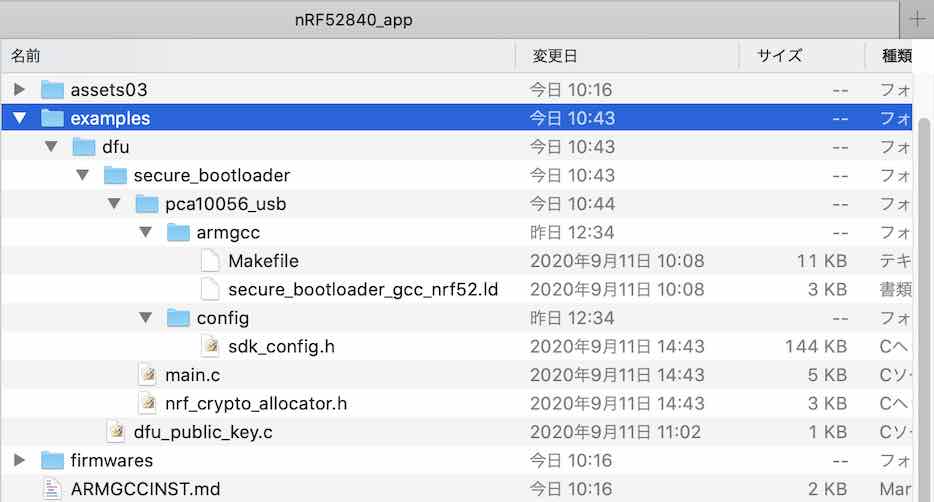 nRF52840_app
名前 変更日 サイズ 種類
assets03 今日 10:16 -- フォ
examples 今日 10:43 -- フォ
dfu 今日 10:43 -- フォ
secure_bootloader 今日 10:43 -- フォ
pca10056_usb 今日 10:44 -- フォ
armgcc 昨日 12:34 -- フォ
Makefile 2020年9月11日 10:08 11 KB テキ
secure_bootloader_gcc_nrf52.ld 2020年9月11日 10:08 3 KB 書類
config 昨日 12:34 -- フォ
sdk_config.h 2020年9月11日 14:43 144 KB Cヘ
main.c 2020年9月11日 14:43 5 KB Cソ
nrf_crypto_allocator.h 2020年9月11日 14:43 3 KB Cヘ
dfu_public_key.c 2020年9月11日 11:02 1 KB Cソ
firmwares 今日 10:16 -- フォ
ARMGCCINST.md 今日 10:16 2 KB Mar